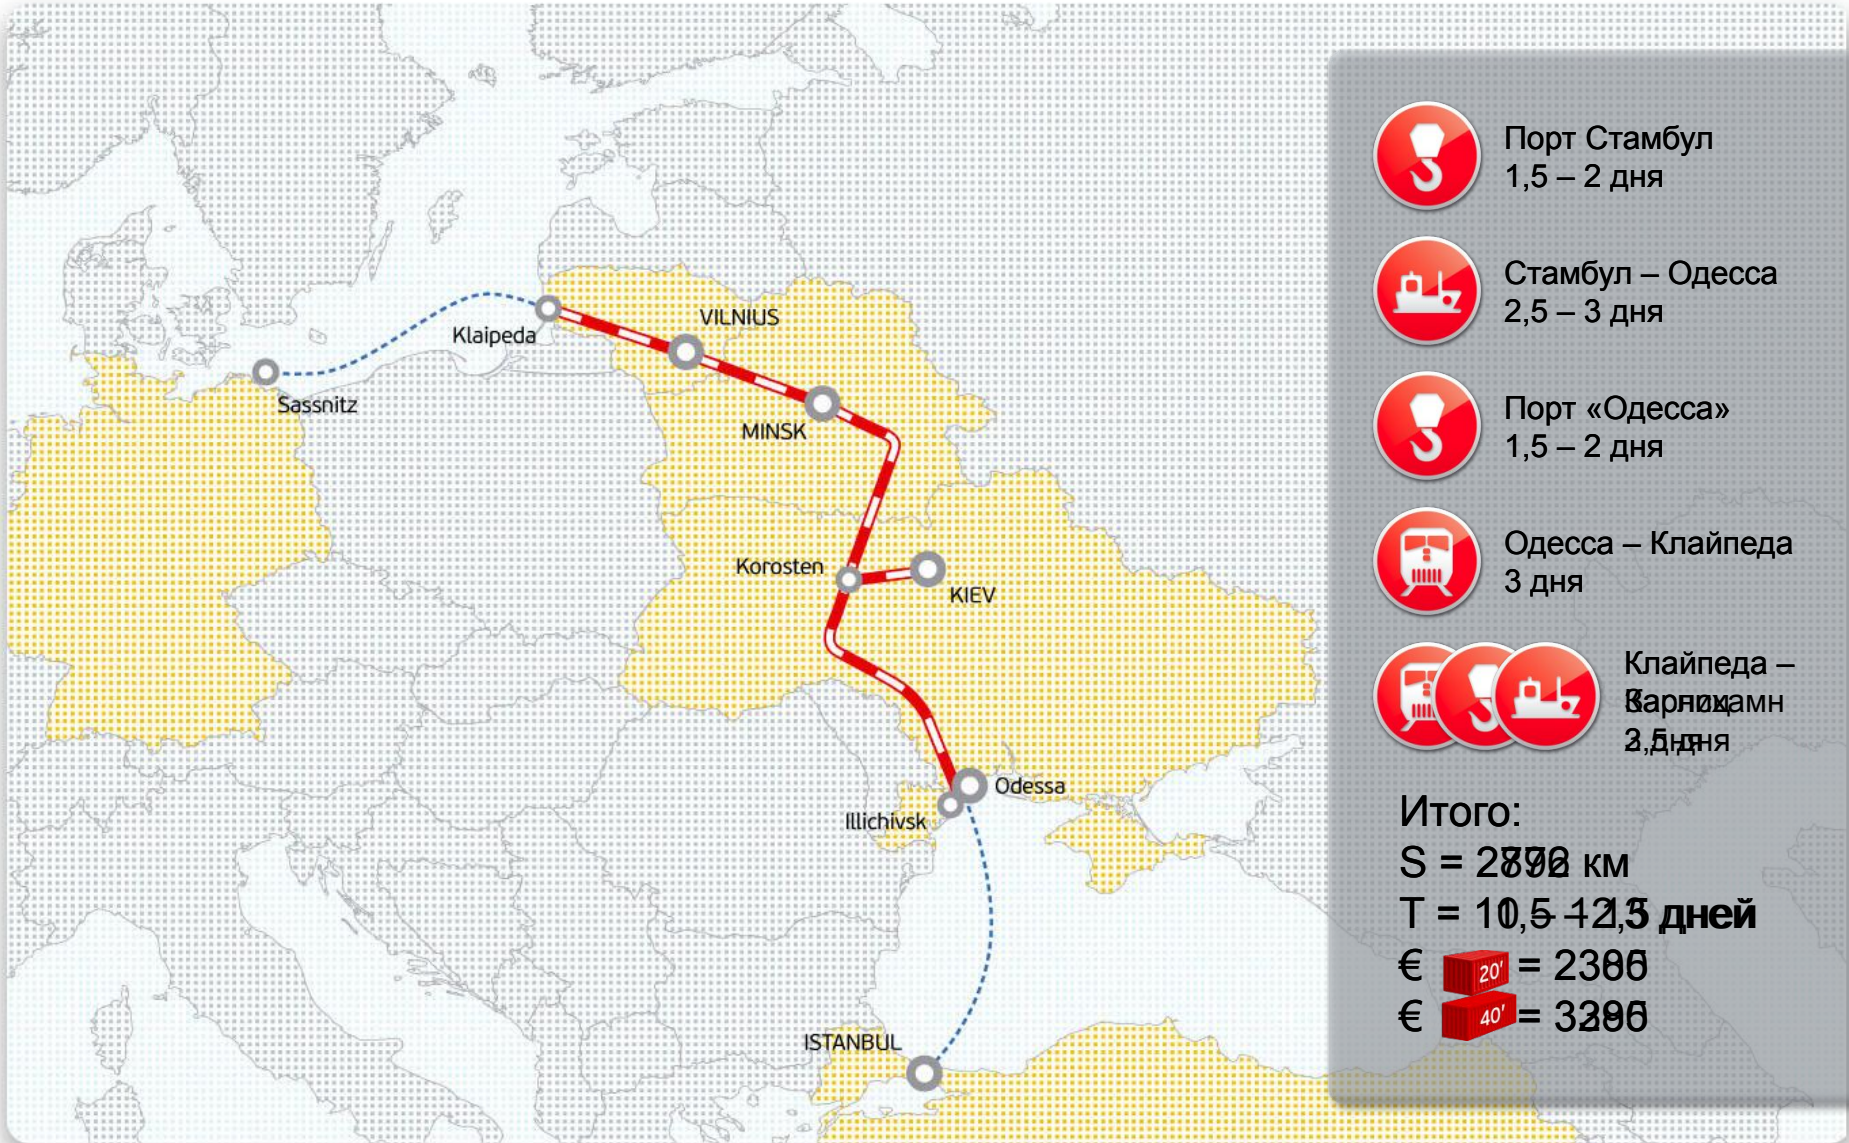 Klaipeda
VILNIUS
Sassnitz
MINSK
Korosten
KIEV
Odessa
Illichivsk
ISTANBUL
Порт Стамбул
1,5 – 2 дня
Стамбул – Одесса
2,5 – 3 дня
Порт «Одесса»
1,5 – 2 дня
Одесса – Клайпеда
3 дня
Клайпеда –
Итого:
S = км
T = дней
€ 20' =
€ 40' =